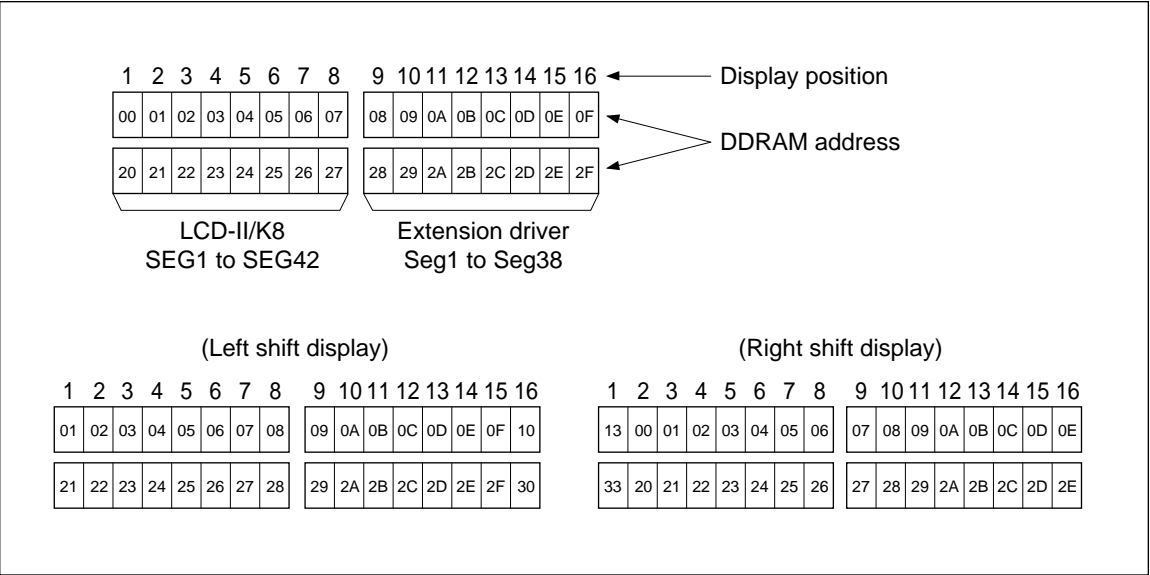 1 2 3 4 5 6 7 8 9 10 11 12 13 14 15 16 Display position
00 01 02 03 04 05 06 07 08 09 0A 0B 0C 0D 0E 0F
DDRAM address
20 21 22 23 24 25 26 27 28 29 2A 2B 2C 2D 2E 2F
LCD-II/K8
SEG1 to SEG42
Extension driver
Seg1 to Seg38
(Left shift display)
1 2 3 4 5 6 7 8 9 10 11 12 13 14 15 16
01 02 03 04 05 06 07 08 09 0A 0B 0C 0D 0E 0F 10
21 22 23 24 25 26 27 28 29 2A 2B 2C 2D 2E 2F 30
(Right shift display)
1 2 3 4 5 6 7 8 9 10 11 12 13 14 15 16
13 00 01 02 03 04 05 06 07 08 09 0A 0B 0C 0D 0E
33 20 21 22 23 24 25 26 27 28 29 2A 2B 2C 2D 2E